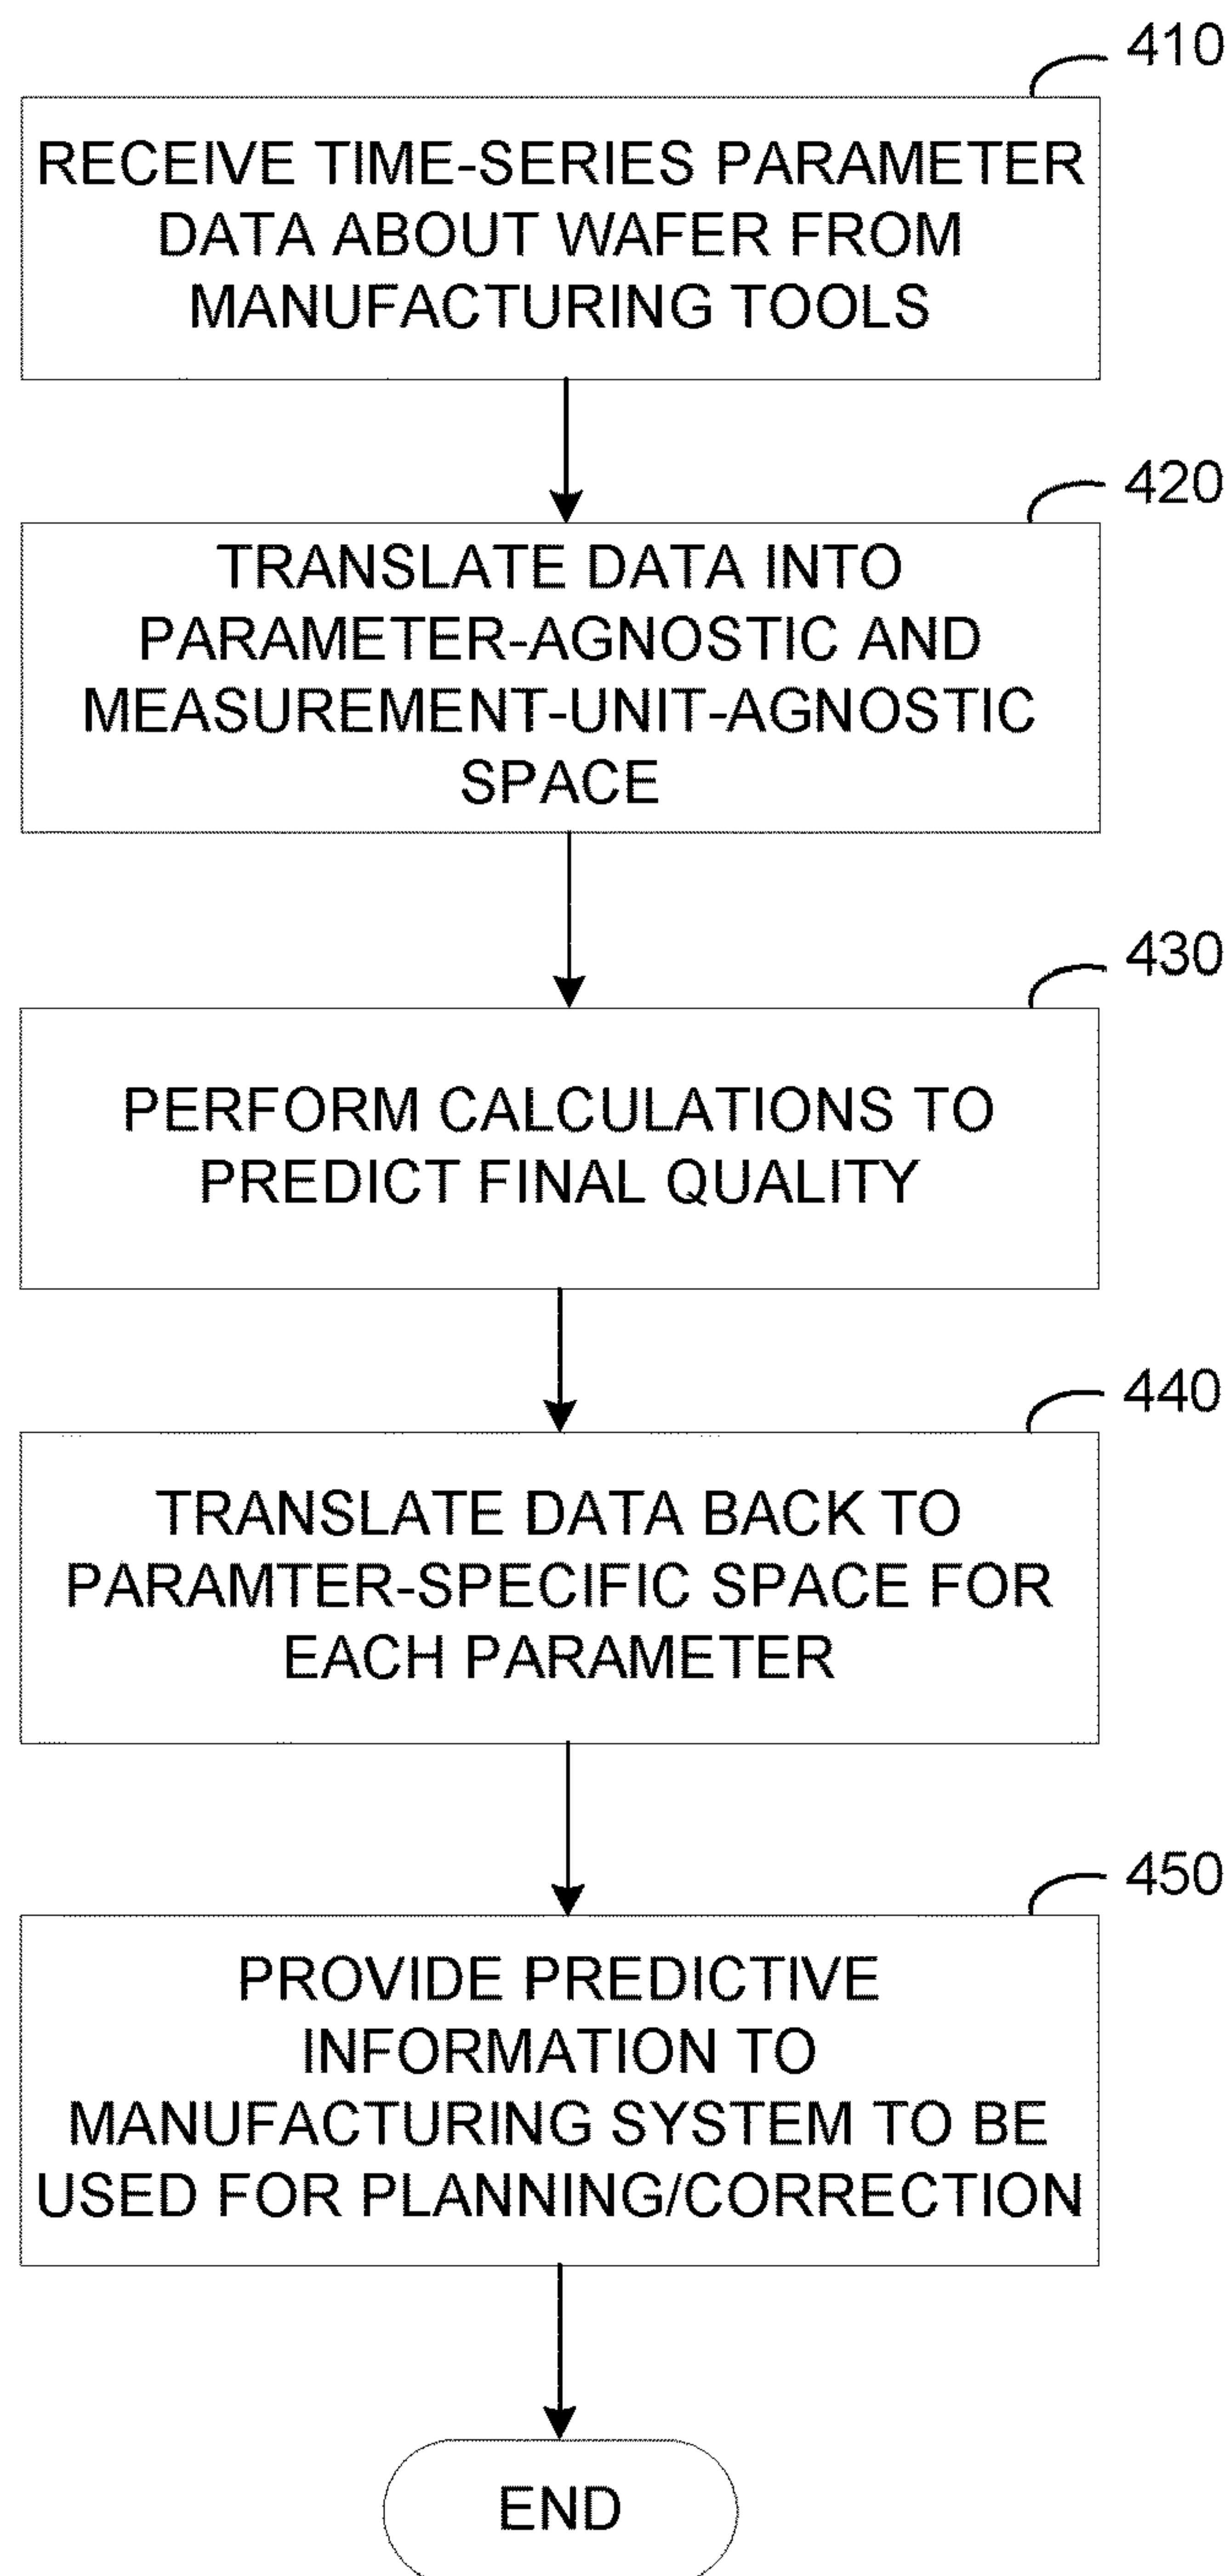 410
RECEIVE TIME-SERIES PARAMETER
DATA ABOUT WAFER FROM
MANUFACTURING TOOLS
420
TRANSLATE DATA INTO
PARAMETER-AGNOSTIC AND
MEASUREMENT-UNIT-AGNOSTIC
SPACE
430
PERFORM CALCULATIONS TO
PREDICT FINAL QUALITY
440
TRANSLATE DATA BACK TO
PARAMTER-SPECIFIC SPACE FOR
EACH PARAMETER
450
PROVIDE PREDICTIVE
INFORMATION TO
MANUFACTURING SYSTEM TO BE
USED FOR PLANNING/CORRECTION
END